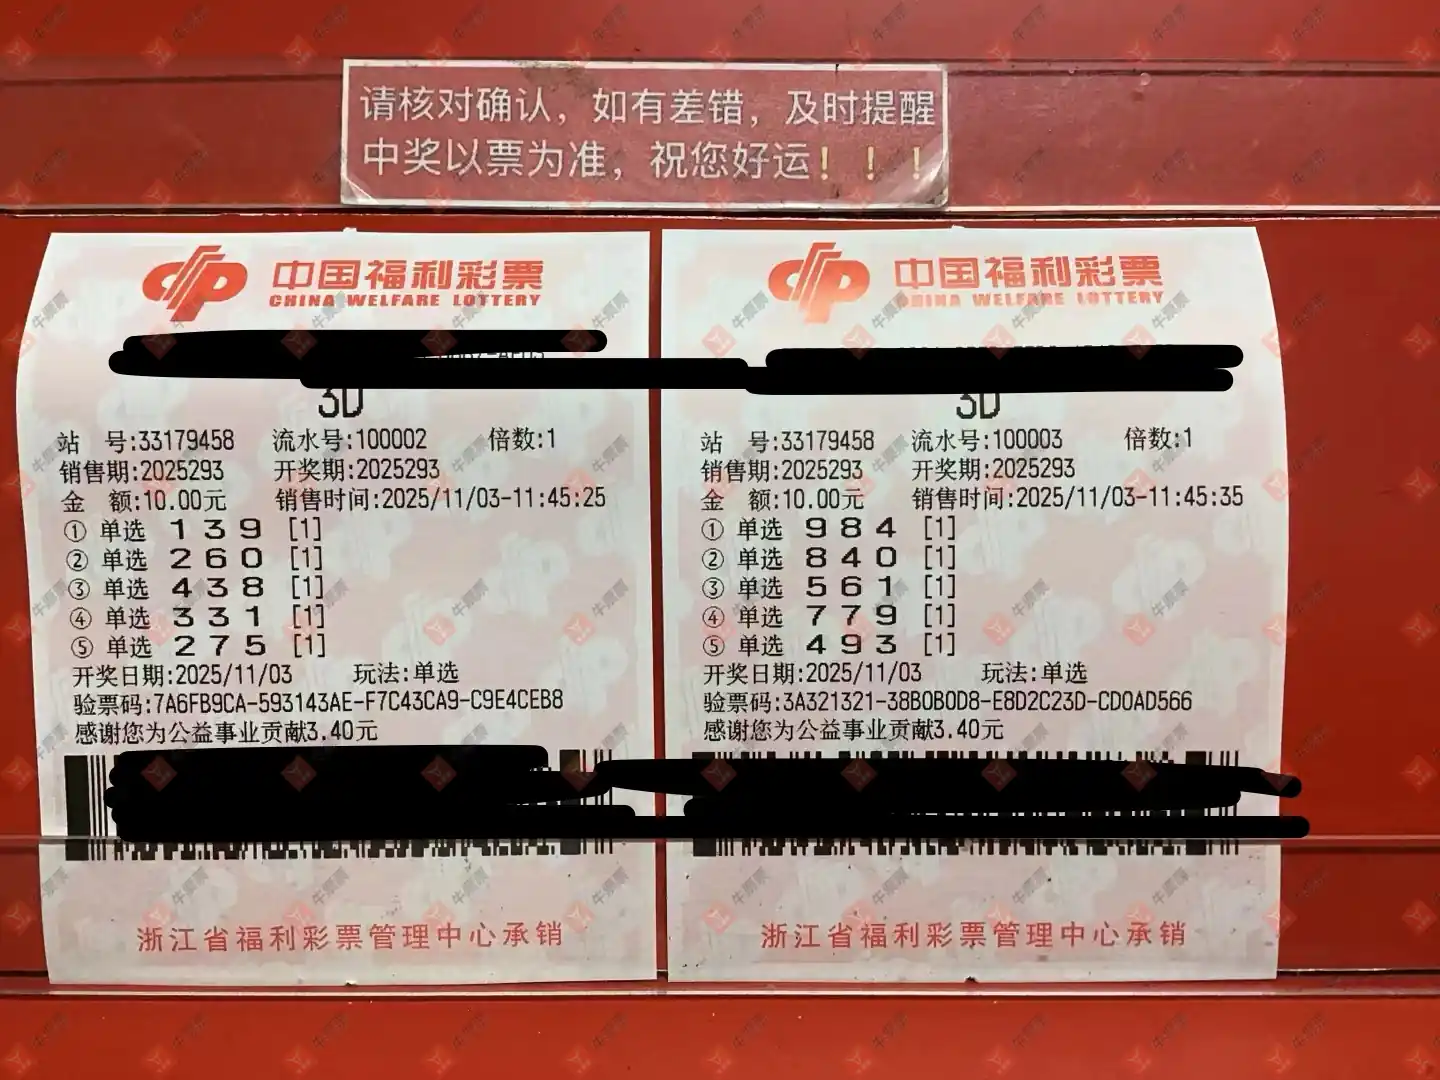 请核对确认，如有差错，及时提醒
中奖以票为准，祝您好运！！！
中国福利彩票
CHINA WELFARE LOTTERY
3D
站 号:33179458 流水号:100002 倍数:1
销售期:2025293 开奖期:2025293
金 额:10.00元 销售时间:2025/11/03-11:45:25
① 单选 1 3 9 [1]
② 单选 2 6 0 [1]
③ 单选 4 3 8 [1]
④ 单选 3 3 1 [1]
⑤ 单选 2 7 5 [1]
开奖日期:2025/11/03 玩法:单选
验票码:7A6FB9CA-593143AE-F7C43CA9-C9E4CEB8
感谢您为公益事业贡献3.40元
浙江省福利彩票管理中心承销
中国福利彩票
CHINA WELFARE LOTTERY
3D
站 号:33179458 流水号:100003 倍数:1
销售期:2025293 开奖期:2025293
金 额:10.00元 销售时间:2025/11/03-11:45:35
① 单选 9 8 4 [1]
② 单选 8 4 0 [1]
③ 单选 5 6 1 [1]
④ 单选 7 7 9 [1]
⑤ 单选 4 9 3 [1]
开奖日期:2025/11/03 玩法:单选
验票码:3A321321-38B0B0D8-E8D2C23D-CD0AD566
感谢您为公益事业贡献3.40元
浙江省福利彩票管理中心承销